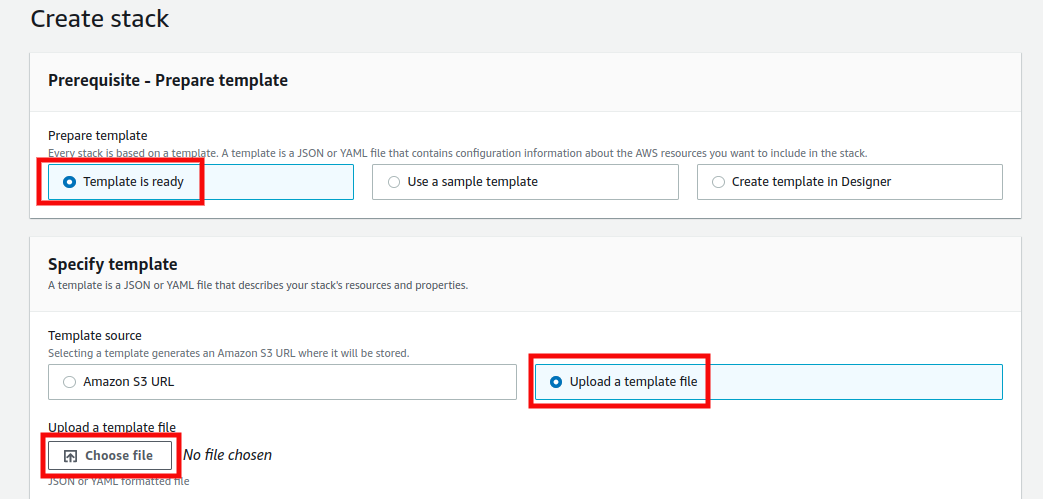 Create stack
Prerequisite - Prepare template
Prepare template
Every stack is based on a template. A template is a JSON or YAML file that contains configuration information about the AWS resources you want to include in the stack.
Template is ready
Use a sample template
Create template in Designer
Specify template
A template is a JSON or YAML file that describes your stack's resources and properties.
Template source
Selecting a template generates an Amazon S3 URL where it will be stored.
Amazon S3 URL
Upload a template file
Upload a template file
Choose file
No file chosen
JSON or YAML formatted file